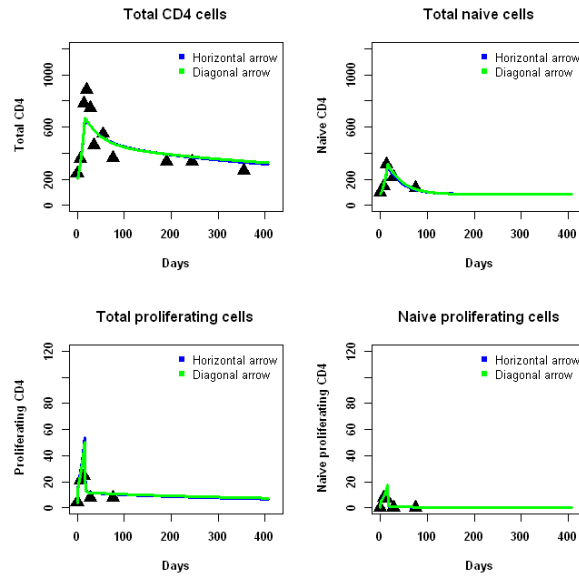 Total CD4 cells
Total CD4
1000
600
200
0
Horizontal arrow
Diagonal arrow
0 100 200 300 400
Days
Total naive cells
Naive CD4
1000
600
200
0
Horizontal arrow
Diagonal arrow
0 100 200 300 400
Days
Total proliferating cells
Proliferating CD4
120
80
60
40
20
0
Horizontal arrow
Diagonal arrow
0 100 200 300 400
Days
Naive proliferating cells
Naive proliferating CD4
120
80
60
40
20
0
Horizontal arrow
Diagonal arrow
0 100 200 300 400
Days